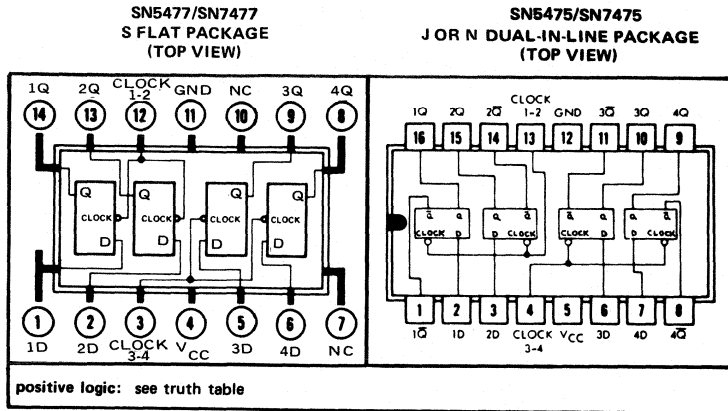 SN5477/SN7477
S FLAT PACKAGE
(TOP VIEW)
1Q 2Q CLOCK 1-2 GND NC 3Q 4Q
14 13 12 11 10 9 8
Q Q
CLOCK CLOCK CLOCK CLOCK
D D
1 2 3 4 5 6 7
1D 2D CLOCK 3-4 VCC 3D 4D NC
SN5475/SN7475
J OR N DUAL-IN-LINE PACKAGE
(TOP VIEW)
1Q 2Q 2Q̅ CLOCK 1-2 GND 3Q̅ 3Q 4Q
16 15 14 13 12 11 10 9
Q̅ Q Q Q̅ Q̅ Q Q Q̅
CLOCK D D CLOCK CLOCK D D CLOCK
1 2 3 4 5 6 7 8
1Q̅ 1D 2D CLOCK 3-4 VCC 3D 4D 4Q̅
positive logic: see truth table